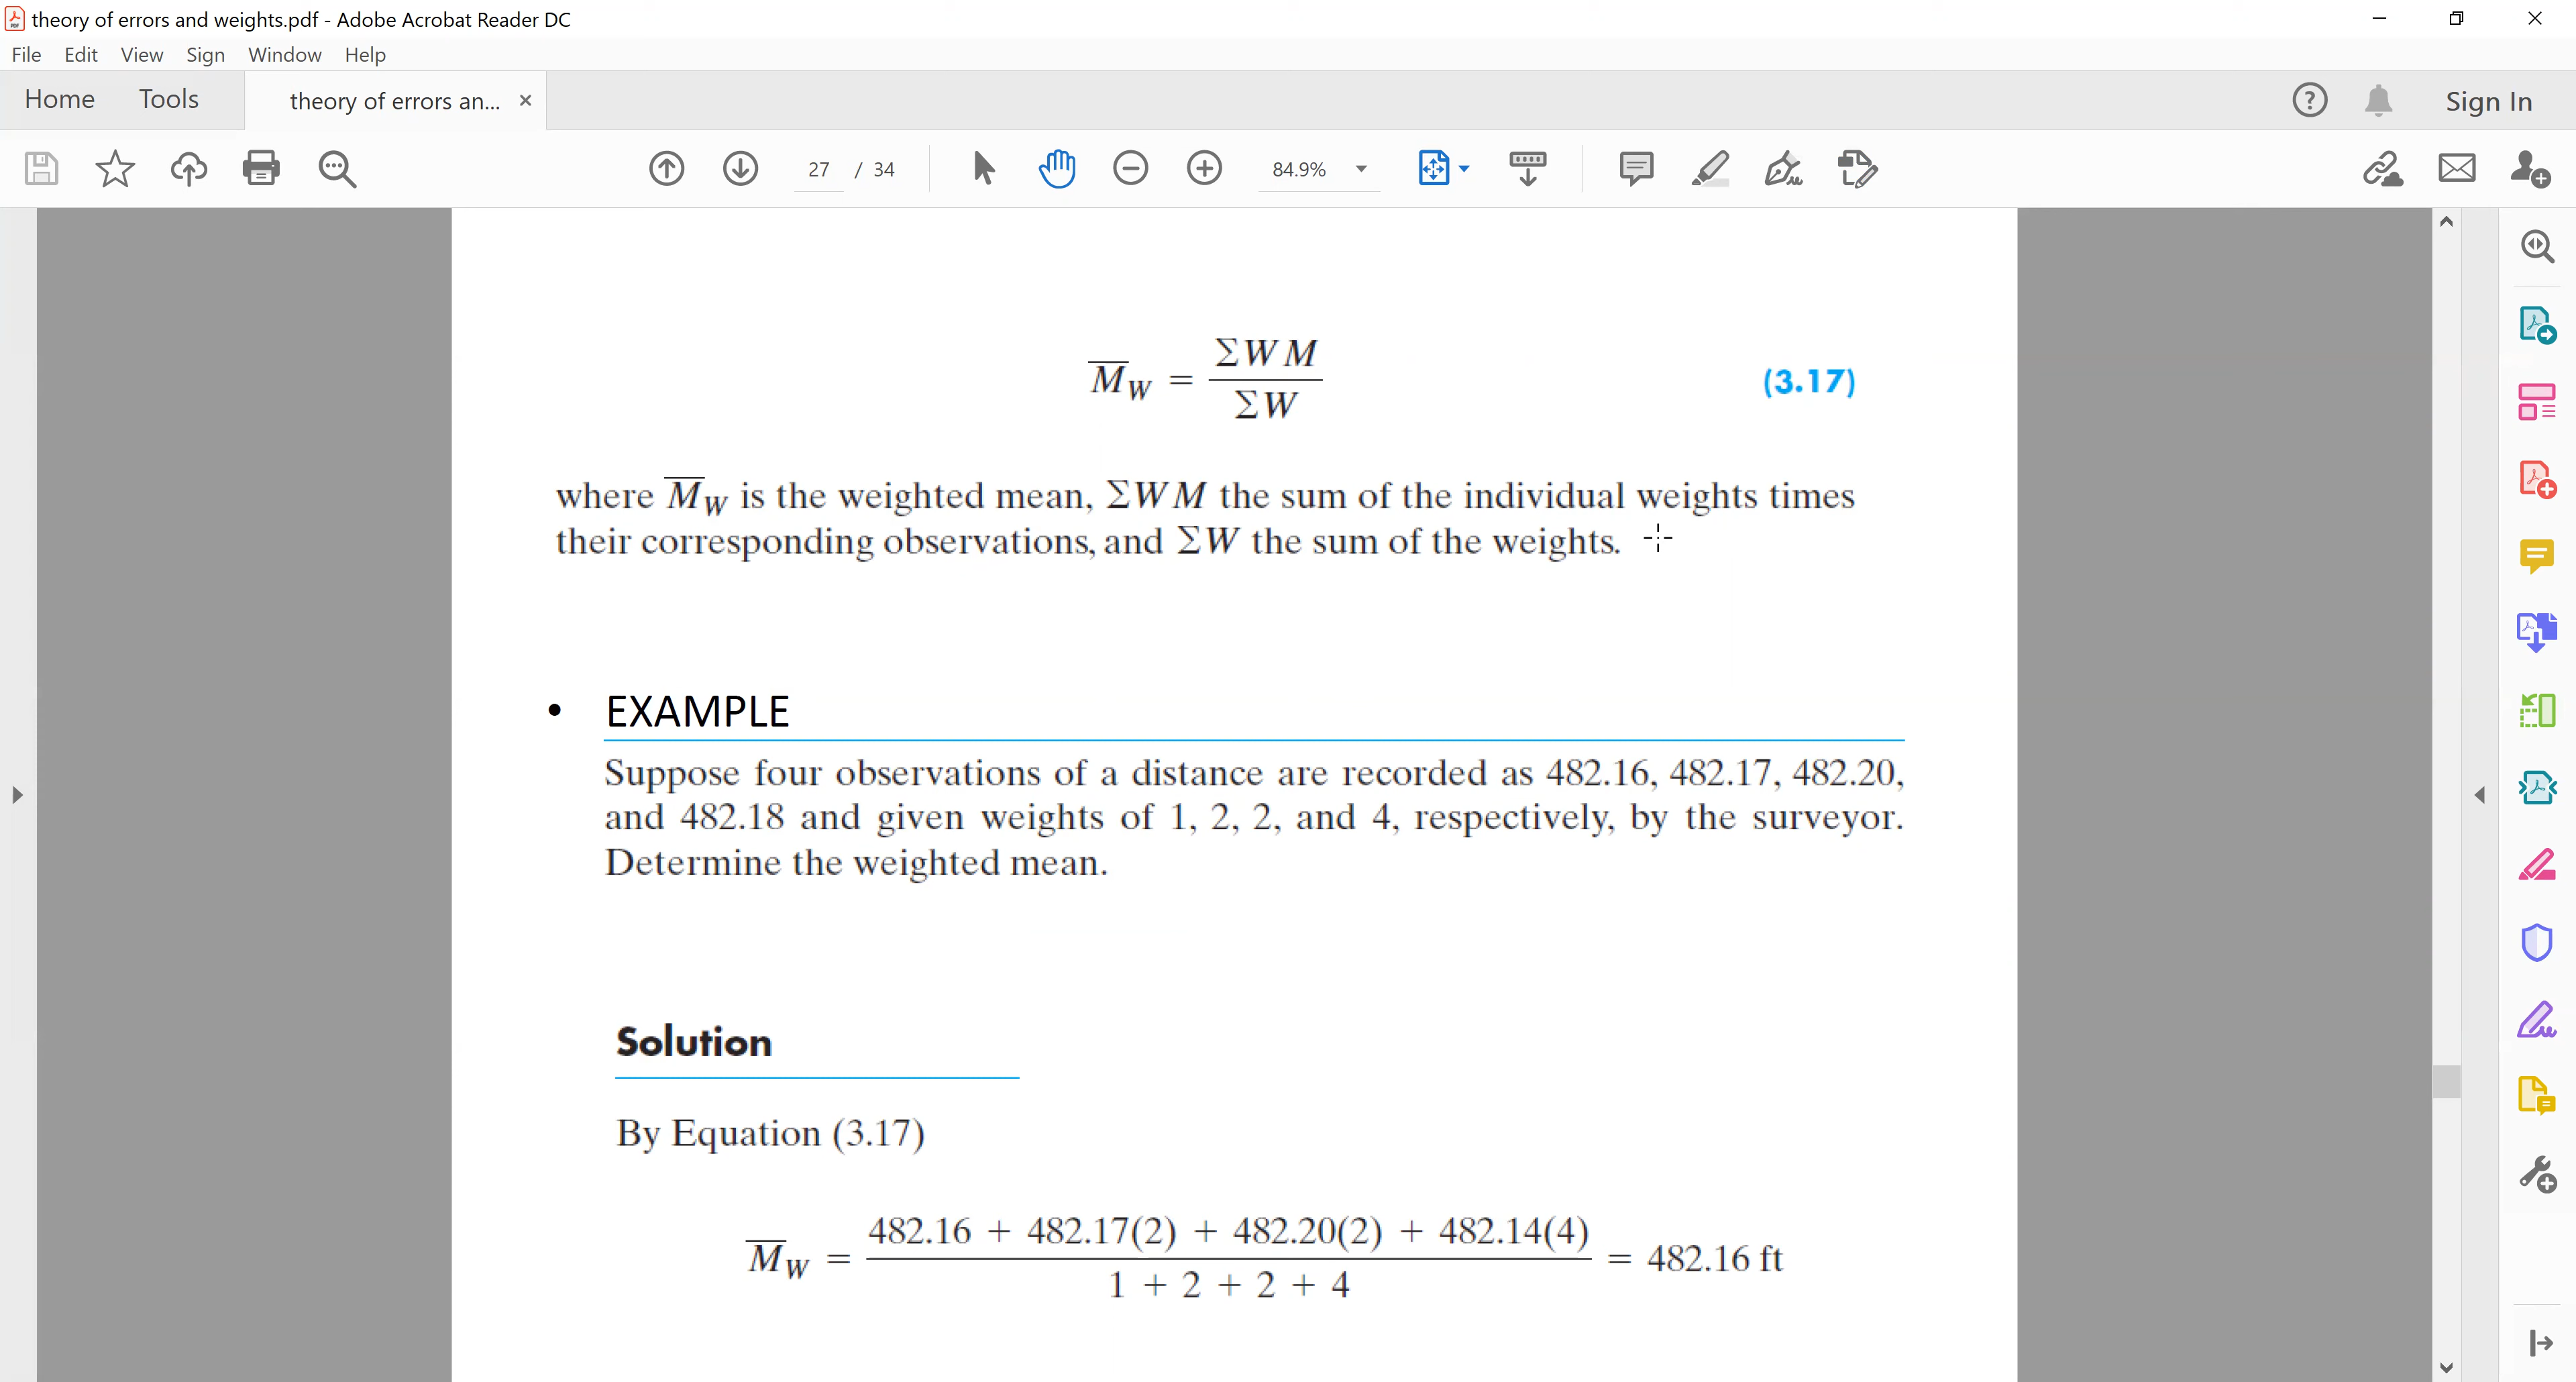 theory of errors and weights.pdf - Adobe Acrobat Reader DC
File Edit View Sign Window Help
Home Tools theory of errors an... × ? Sign In
27 / 34 84.9%
M̅_W = ΣWM / ΣW (3.17)
where M̅_W is the weighted mean, ΣWM the sum of the individual weights times
their corresponding observations, and ΣW the sum of the weights.
• EXAMPLE
Suppose four observations of a distance are recorded as 482.16, 482.17, 482.20,
and 482.18 and given weights of 1, 2, 2, and 4, respectively, by the surveyor.
Determine the weighted mean.
Solution
By Equation (3.17)
M̅_W = (482.16 + 482.17(2) + 482.20(2) + 482.14(4)) / (1 + 2 + 2 + 4) = 482.16 ft